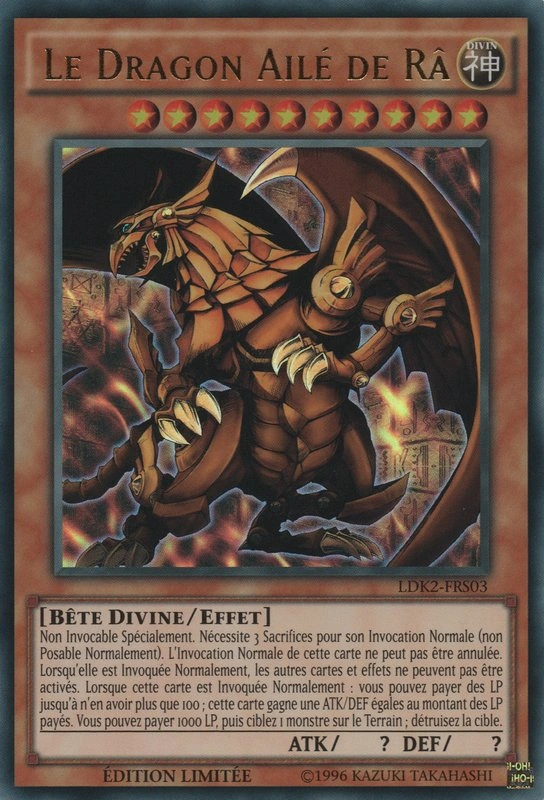 LE DRAGON AILÉ DE RÂ
DIVIN
神
LDK2-FRS03
[BÊTE DIVINE/EFFET]
Non Invocable Spécialement. Nécessite 3 Sacrifices pour son Invocation Normale (non
Posable Normalement). L'Invocation Normale de cette carte ne peut pas être annulée.
Lorsqu'elle est Invoquée Normalement, les autres cartes et effets ne peuvent pas être
activés. Lorsque cette carte est Invoquée Normalement : vous pouvez payer des LP
jusqu'à n'en avoir plus que 100 ; cette carte gagne une ATK/DEF égales au montant des LP
payés. Vous pouvez payer 1000 LP, puis ciblez 1 monstre sur le Terrain ; détruisez la cible.
ATK/ ? DEF/ ?
ÉDITION LIMITÉE
©1996 KAZUKI TAKAHASHI